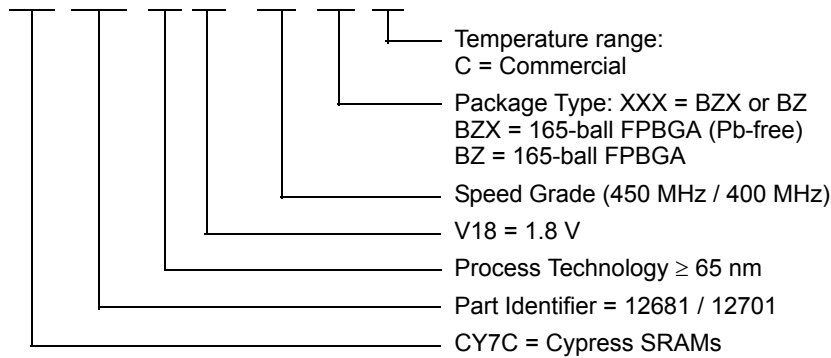 Temperature range:
C = Commercial
Package Type: XXX = BZX or BZ
BZX = 165-ball FPBGA (Pb-free)
BZ = 165-ball FPBGA
Speed Grade (450 MHz / 400 MHz)
V18 = 1.8 V
Process Technology ≥ 65 nm
Part Identifier = 12681 / 12701
CY7C = Cypress SRAMs